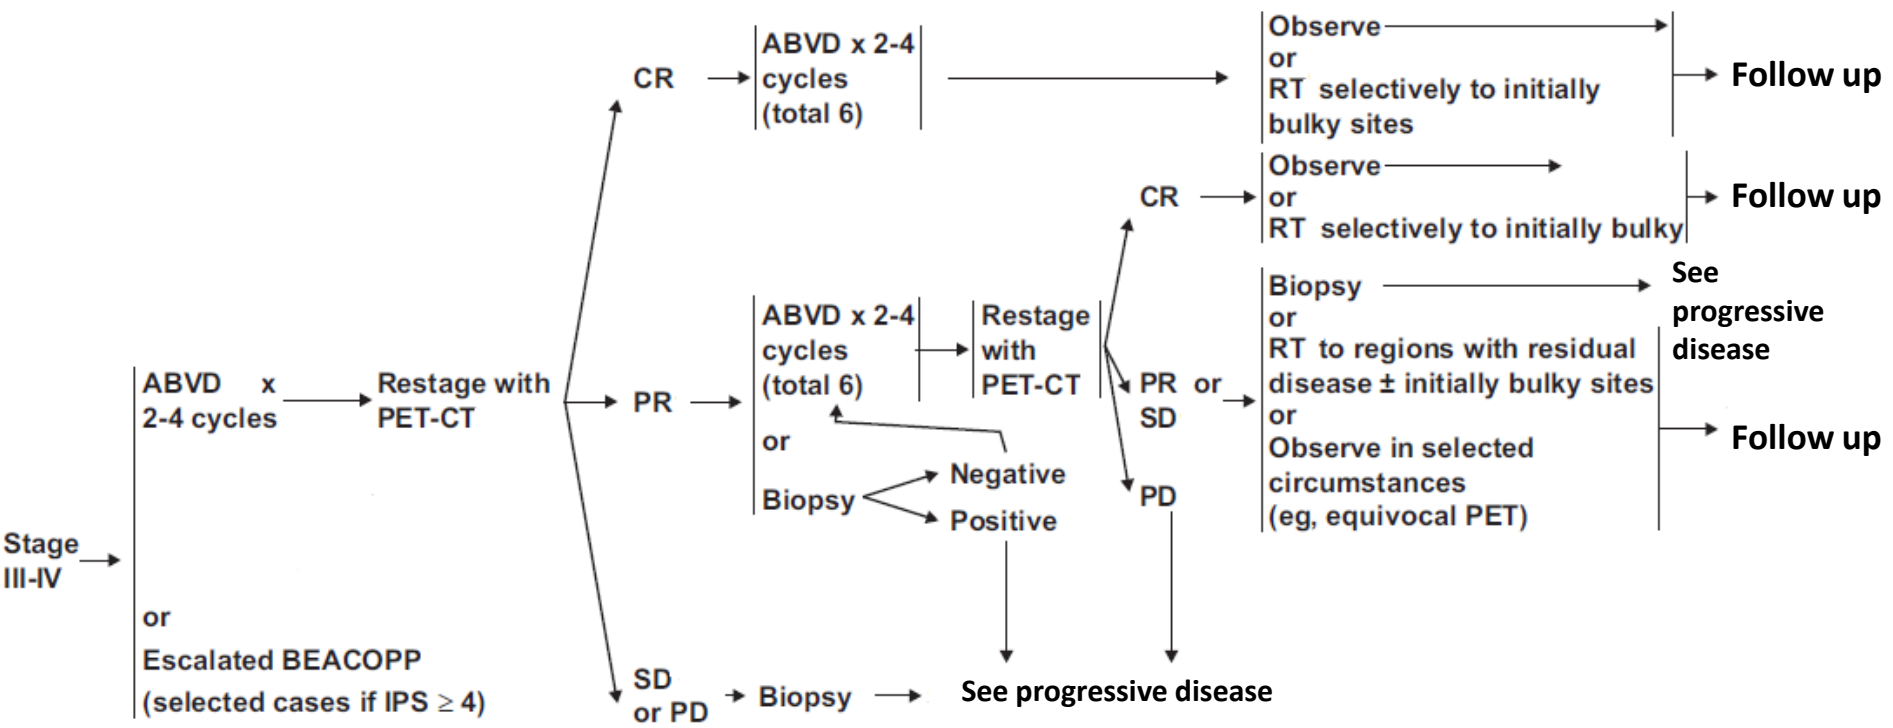 Stage
III-IV
ABVD x
2-4 cycles
or
Escalated BEACOPP
(selected cases if IPS ≥ 4)
Restage with
PET-CT
CR
ABVD x 2-4
cycles
(total 6)
Observe
or
RT selectively to initially
bulky sites
Follow up
PR
ABVD x 2-4
cycles
(total 6)
or
Biopsy
Negative
Positive
Restage
with
PET-CT
CR
Observe
or
RT selectively to initially bulky
Follow up
PR or
SD
Biopsy
or
RT to regions with residual
disease ± initially bulky sites
or
Observe in selected
circumstances
(eg, equivocal PET)
See
progressive
disease
Follow up
PD
SD
or PD
Biopsy
See progressive disease